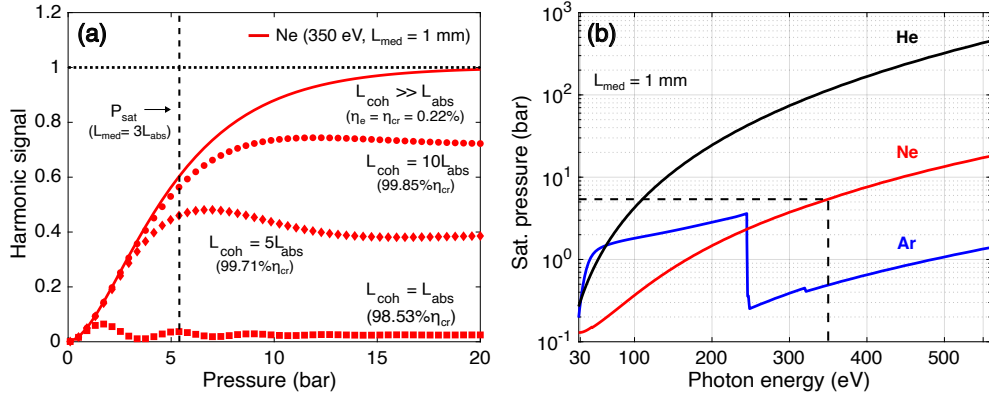 (a)
Ne (350 eV, L_med = 1 mm)
P_sat
(L_med= 3L_abs)
L_coh >> L_abs
(η_e = η_cr = 0.22%)
L_coh = 10L_abs
(99.85%η_cr)
L_coh = 5L_abs
(99.71%η_cr)
L_coh = L_abs
(98.53%η_cr)
Harmonic signal
1
0.8
0.6
0.4
0.2
0
0 5 10 15 20
Pressure (bar)
(b)
He
L_med = 1 mm
Ne
Ar
Sat. pressure (bar)
10^3
10^2
10^1
10^0
10^-1
30 100 200 300 400 500
Photon energy (eV)